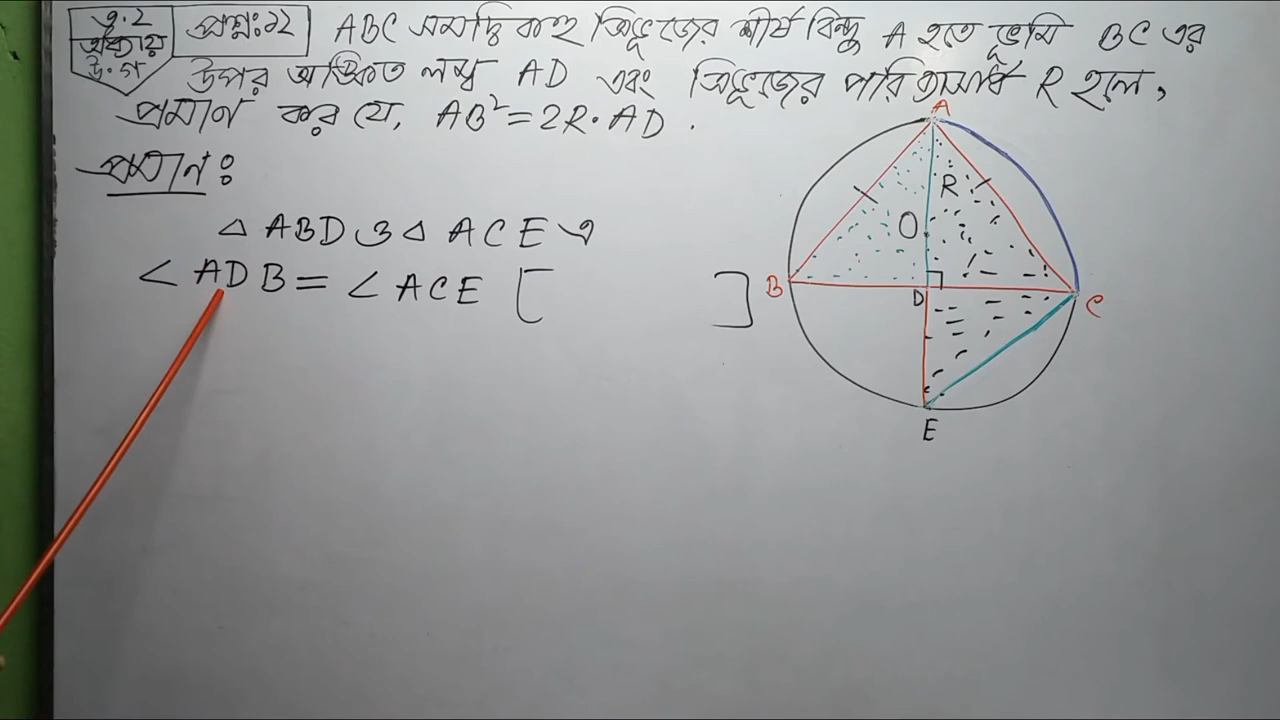 ৩.২
অধ্যায়
উ.গ
প্রশ্ন:১২
ABC সমদ্বিবাহু ত্রিভূজের শীর্ষ বিন্দু A হতে ভূমি BC এর
উপর অঙ্কিত লম্ব AD এবং ত্রিভূজের পরিব্যাসার্ধ R হলে,
প্রমাণ কর যে, AB²=2R·AD.
প্রমাণ:
△ABD ও △ACE এ
∠ADB=∠ACE [ ]
A
R
O
B
D
C
E